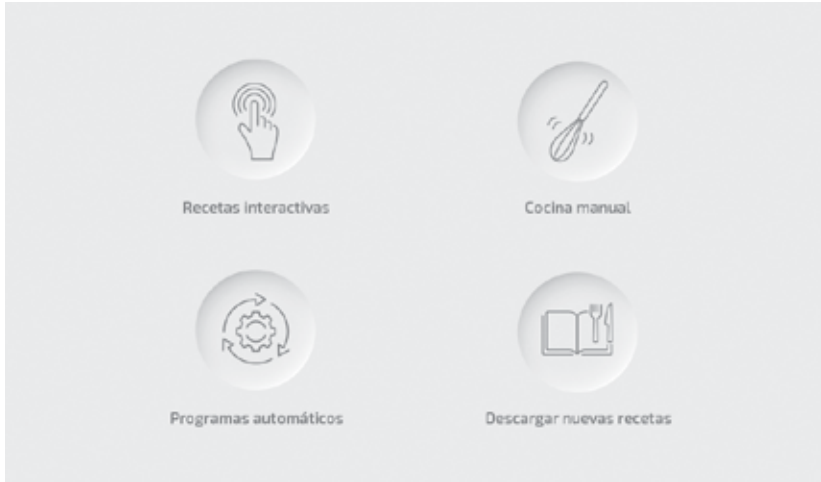 Recetas interactivas
Cocina manual
Programas automáticos
Descargar nuevas recetas